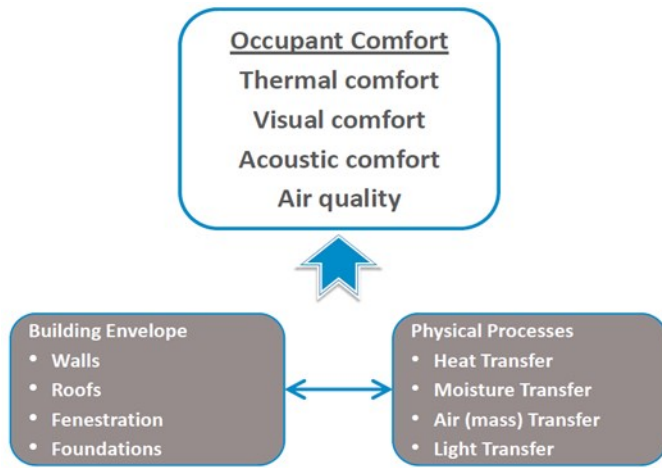 Occupant Comfort
Thermal comfort
Visual comfort
Acoustic comfort
Air quality
Building Envelope
• Walls
• Roofs
• Fenestration
• Foundations
Physical Processes
• Heat Transfer
• Moisture Transfer
• Air (mass) Transfer
• Light Transfer